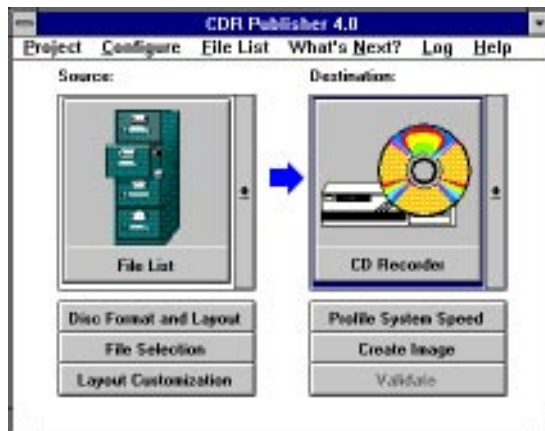 CDR Publisher 4.0
Project Configure File List What's Next? Log Help
Source: Destination:
File List CD Recorder
Disc Format and Layout Profile System Speed
File Selection Create Image
Layout Customization Validate